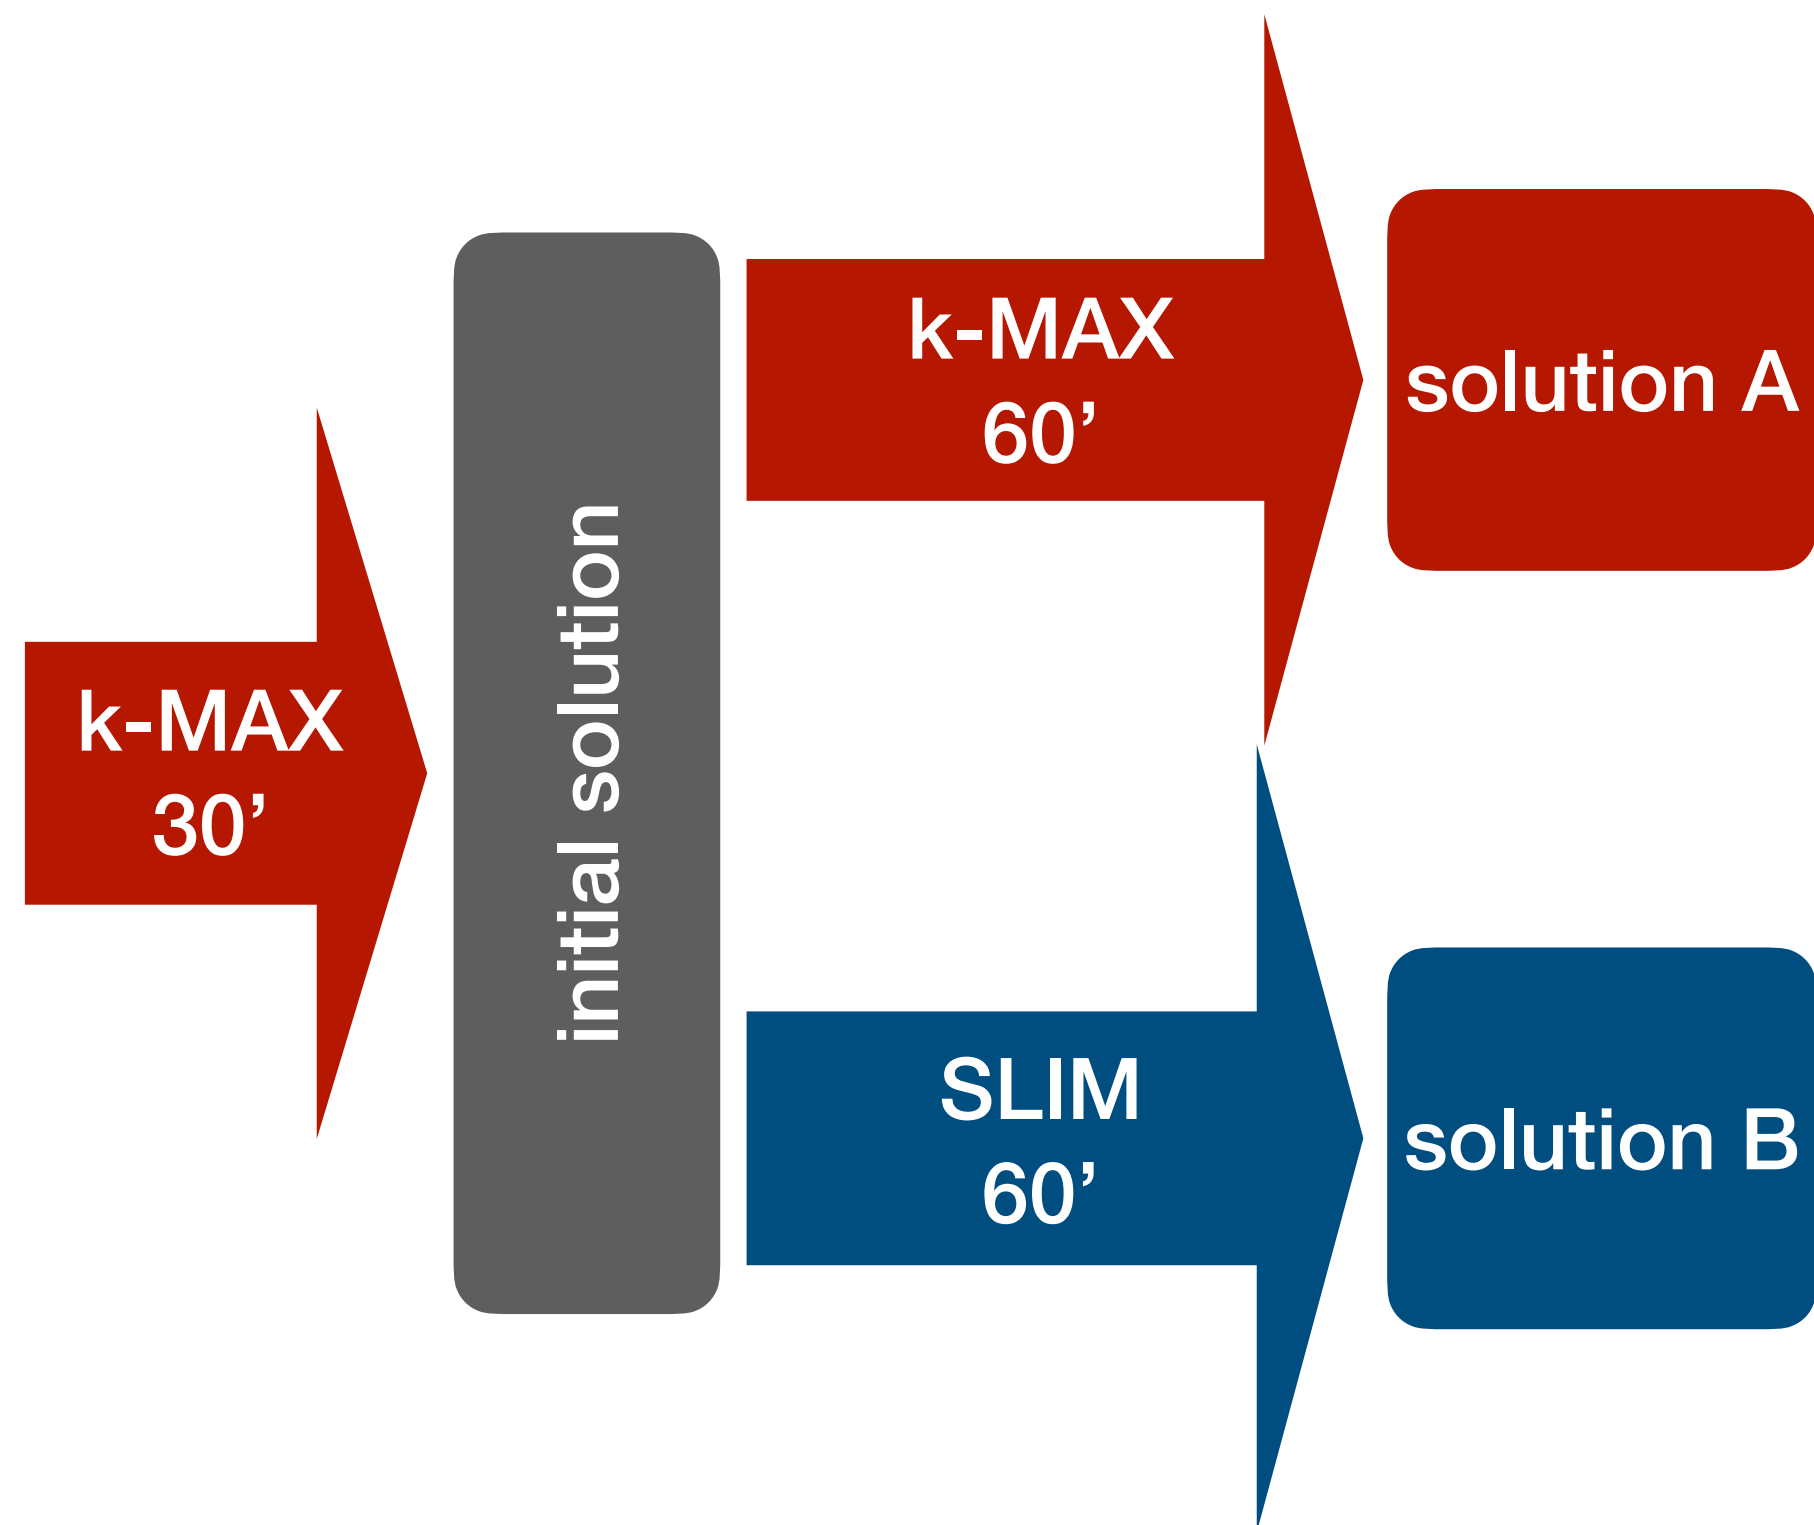 k-MAX
30’
initial solution
k-MAX
60’
solution A
SLIM
60’
solution B